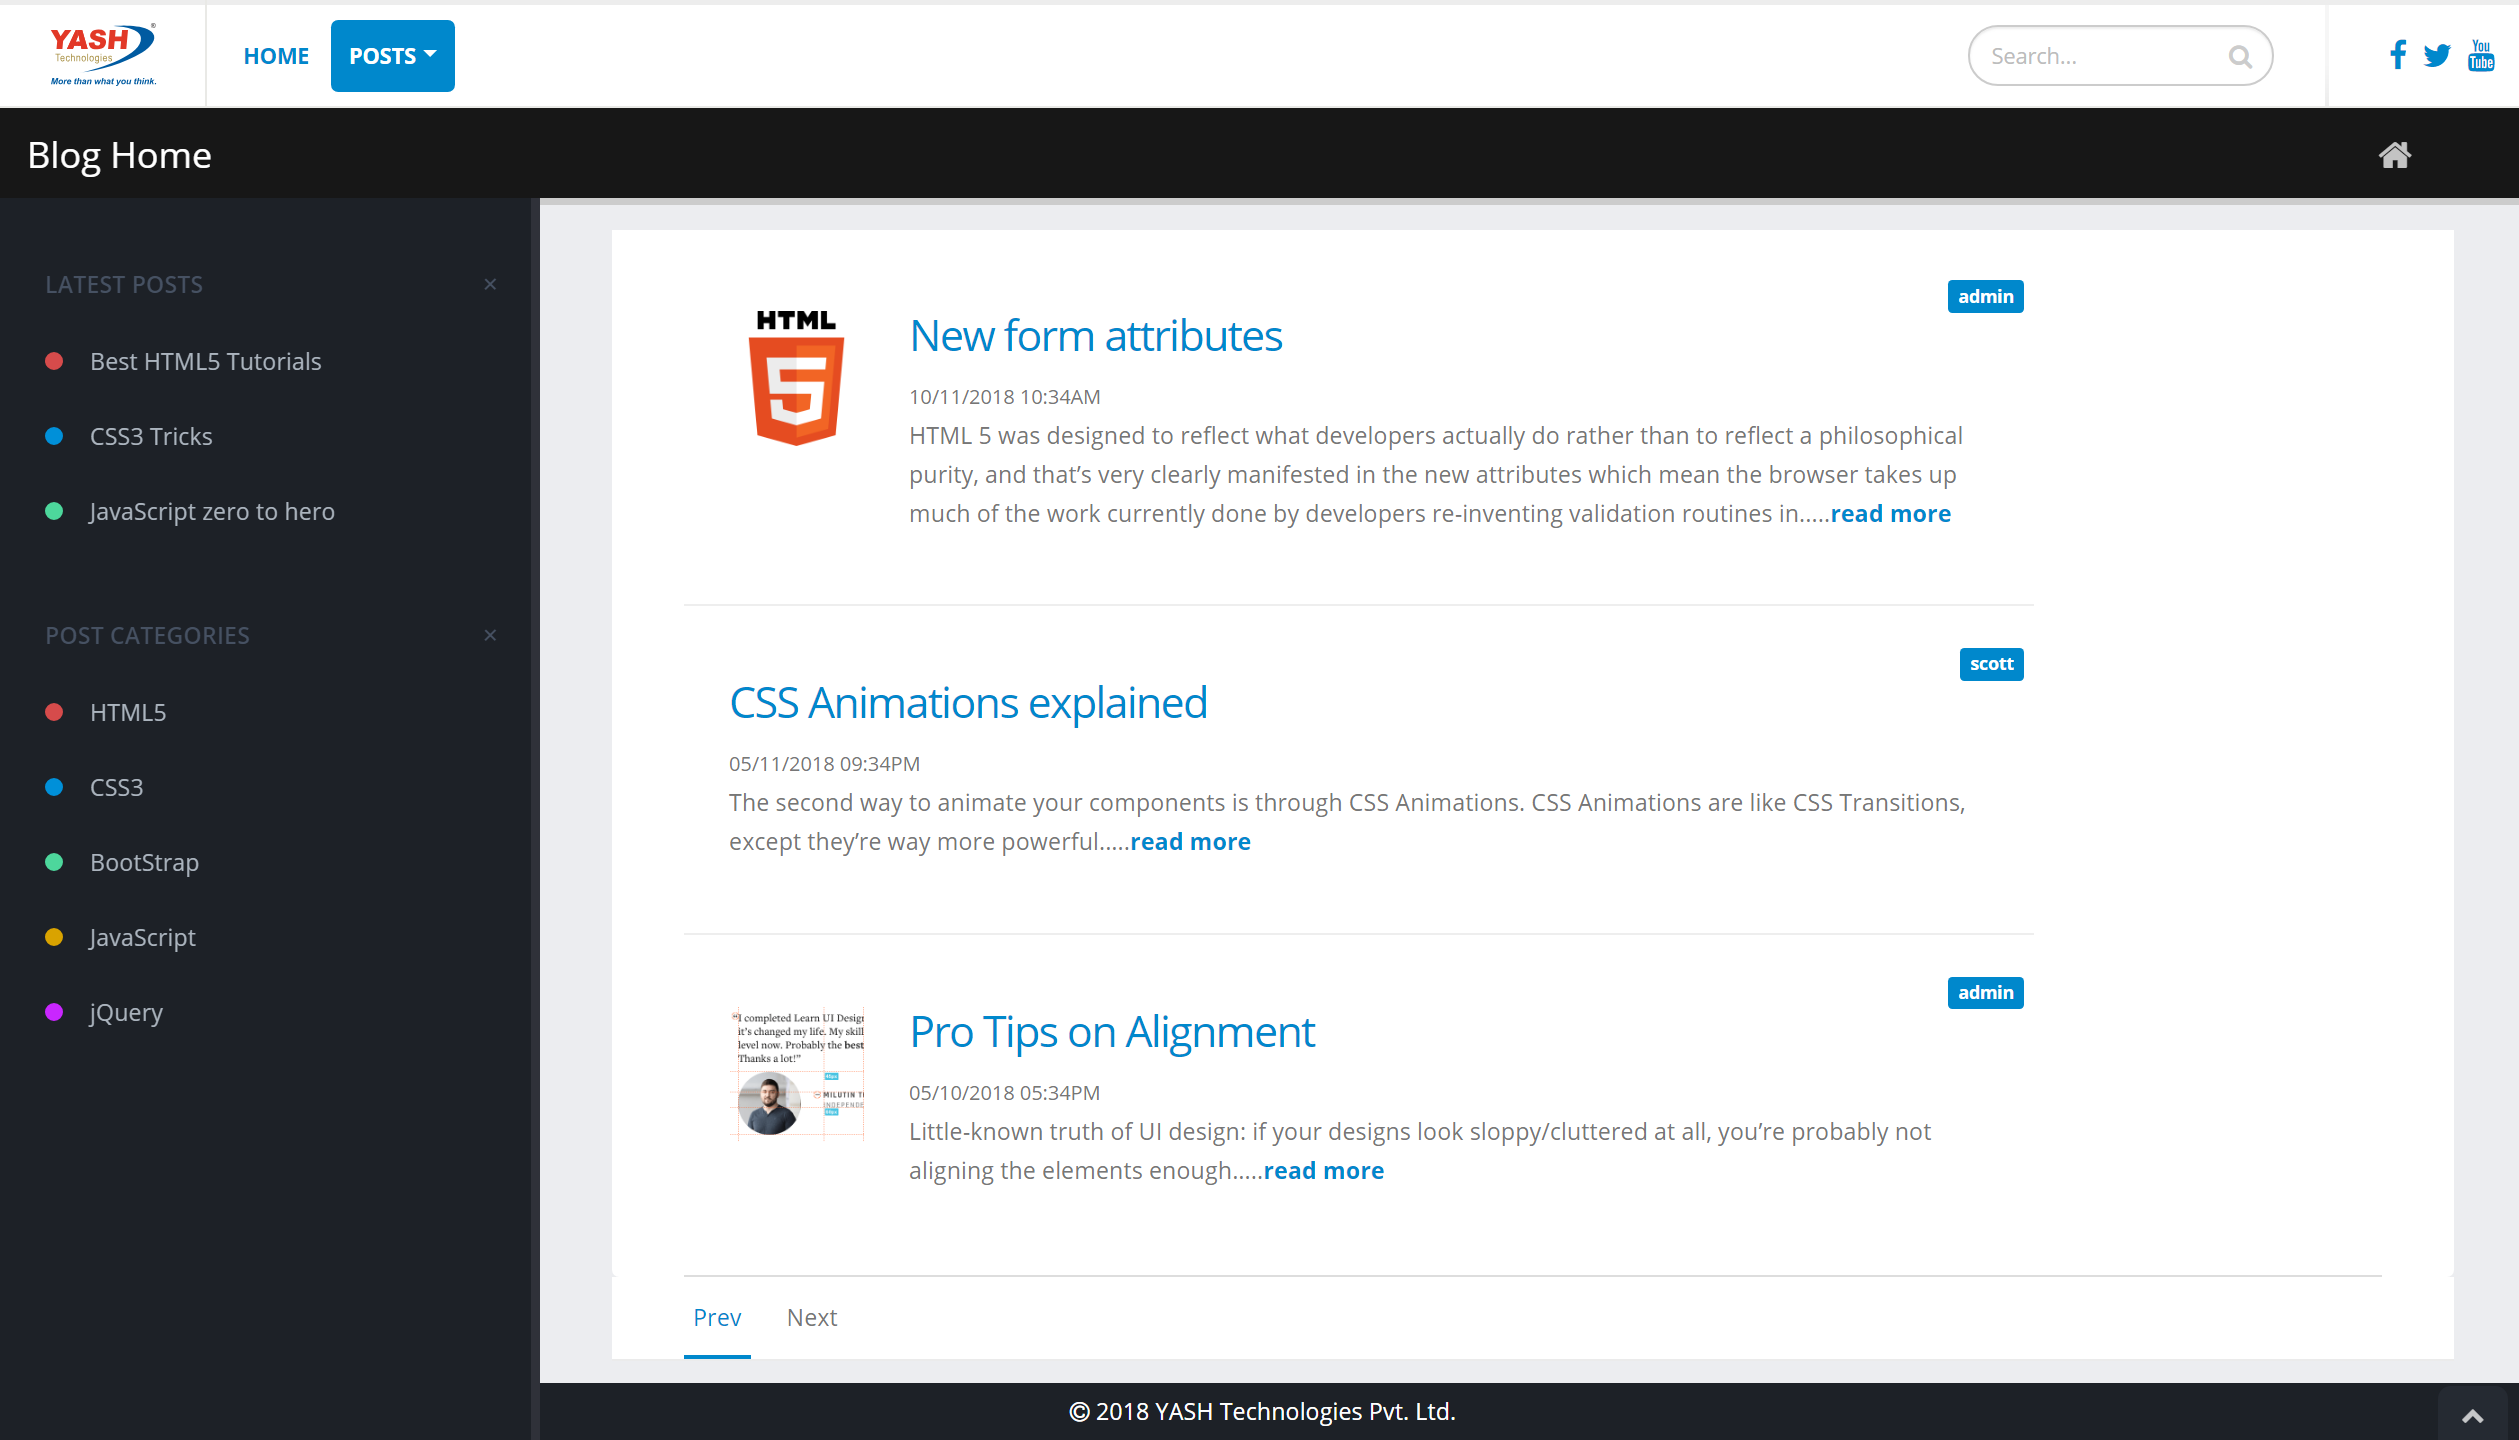 YASH
Technologies
More than what you think.
HOME
POSTS
Search...
You
Tube
Blog Home
LATEST POSTS
Best HTML5 Tutorials
CSS3 Tricks
JavaScript zero to hero
POST CATEGORIES
HTML5
CSS3
BootStrap
JavaScript
jQuery
admin
HTML
5
New form attributes
10/11/2018 10:34AM
HTML 5 was designed to reflect what developers actually do rather than to reflect a philosophical
purity, and that’s very clearly manifested in the new attributes which mean the browser takes up
much of the work currently done by developers re-inventing validation routines in.....read more
scott
CSS Animations explained
05/11/2018 09:34PM
The second way to animate your components is through CSS Animations. CSS Animations are like CSS Transitions,
except they’re way more powerful.....read more
admin
I completed Learn UI Design
it’s changed my life. My skill
level now. Probably the best
Thanks a lot!”
MILUTIN
INDEPENDE
Pro Tips on Alignment
05/10/2018 05:34PM
Little-known truth of UI design: if your designs look sloppy/cluttered at all, you’re probably not
aligning the elements enough.....read more
Prev
Next
© 2018 YASH Technologies Pvt. Ltd.